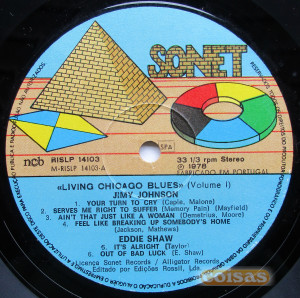 SONET
SPA
ncb
RISLP 14103
M-RISLP 14103-A
33 1/3 rpm Stereo
℗ 1978
FABRICADO EM PORTUGAL
«LIVING CHICAGO BLUES» (Volume I)
JIMY JOHNSON
1. YOUR TURN TO CRY (Caple, Malone)
2. SERVES ME RIGHT TO SUFFER (Memory Pain) (Mayfield)
3. AIN'T THAT JUST LIKE A WOMAN (Demstrius, Moore)
4. FEEL LIKE BREAKING UP SOMEBODY'S HOME
(Jackson, Mathews)
EDDIE SHAW
5. IT'S ALRIGHT (Taylor)
6. OUT OF BAD LUCK (E. Shaw)
Licença Sonet Records / Alligator Records
Editado por Edições Rossil, Lda
coisas